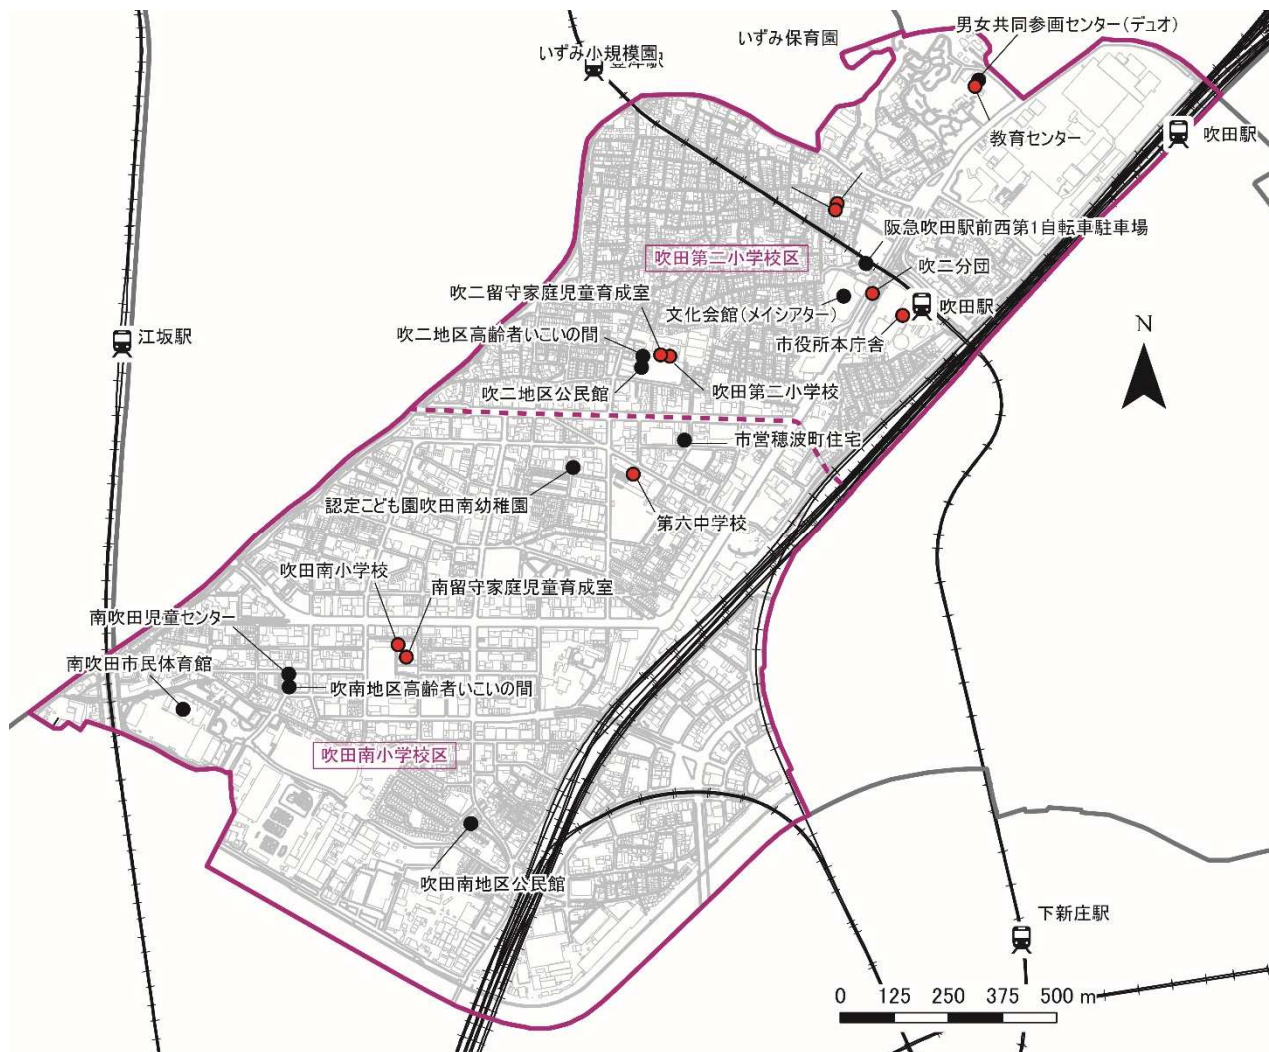 男女共同参画センター(デュオ)
いずみ保育園
いずみ小規模園
教育センター
吹田駅
阪急吹田駅前西第1自転車駐車場
吹田第二小学校区
吹二分団
吹二留守家庭児童育成室
文化会館(メイシアター)
吹田駅
吹二地区高齢者いこいの間
市役所本庁舎
江坂駅
N
吹二地区公民館
吹田第二小学校
市営穂波町住宅
認定こども園吹田南幼稚園
第六中学校
吹田南小学校
南留守家庭児童育成室
南吹田児童センター
南吹田市民体育館
吹南地区高齢者いこいの間
吹田南小学校区
吹田南地区公民館
下新庄駅
0 125 250 375 500 m